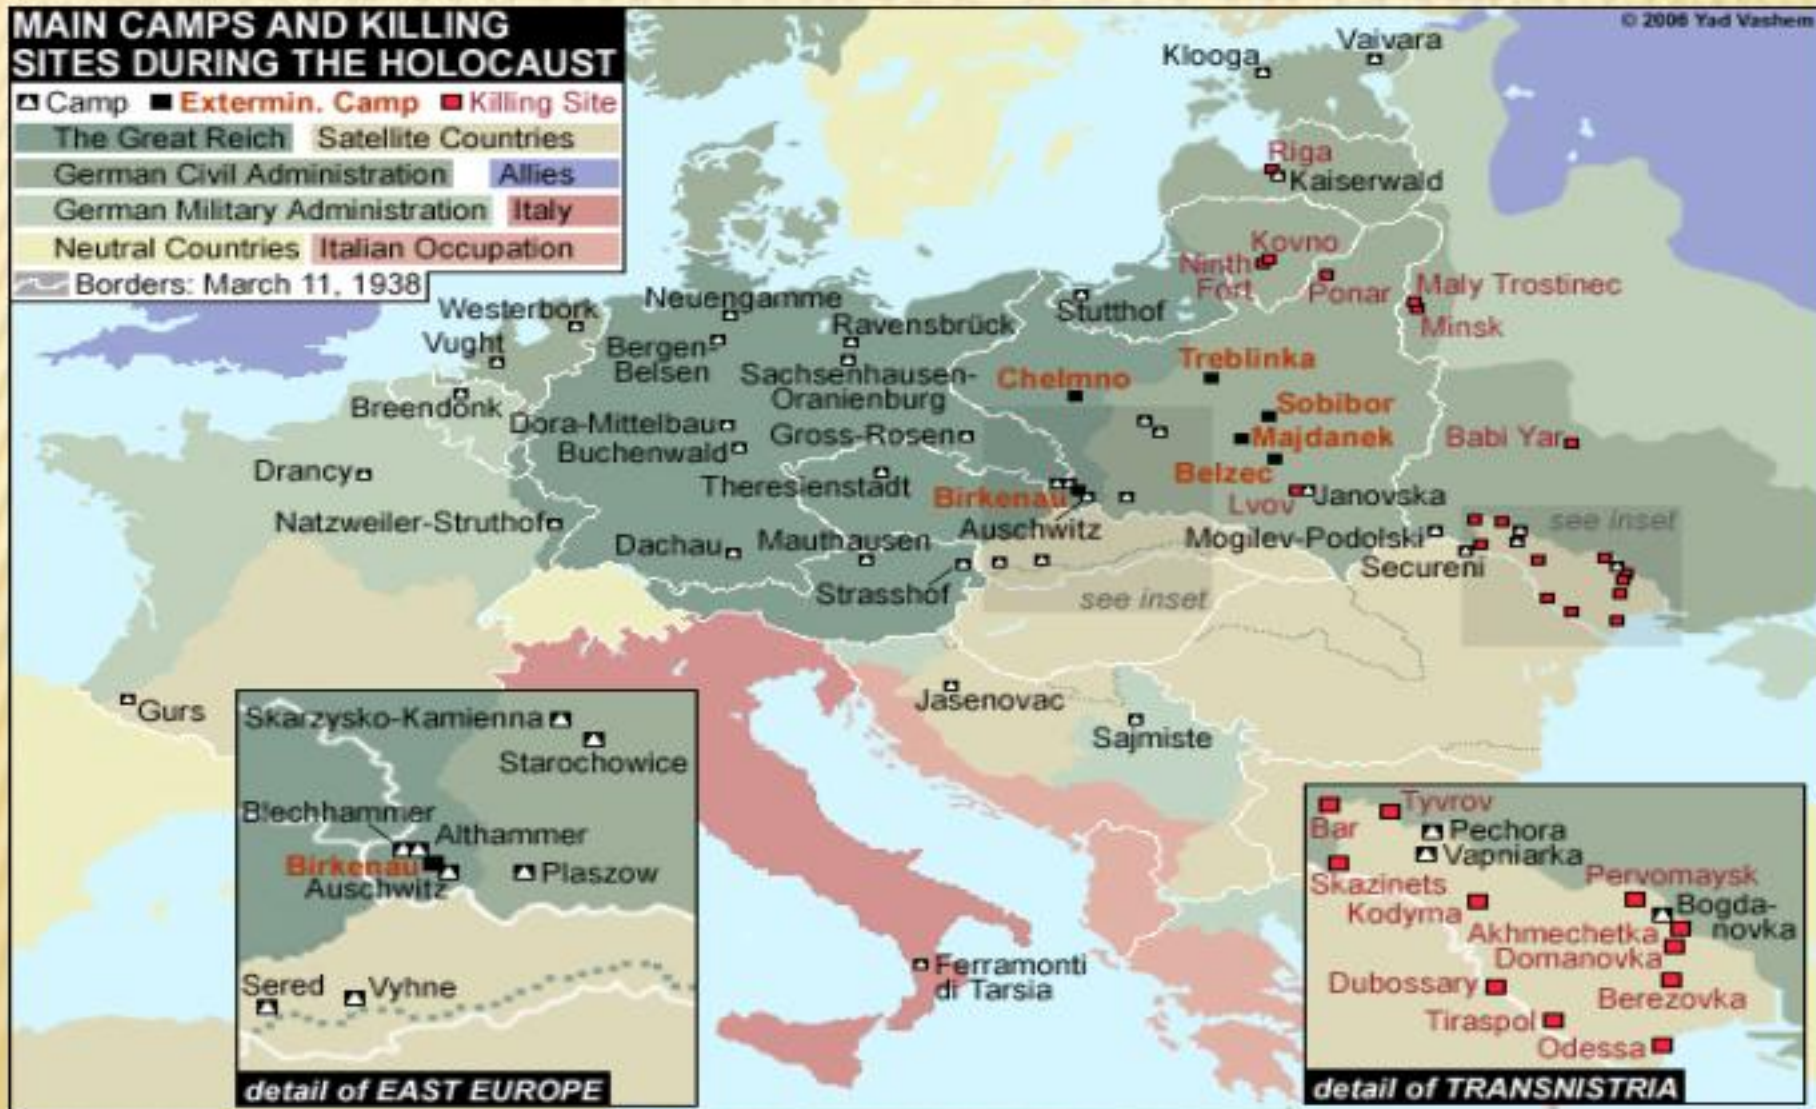 MAIN CAMPS AND KILLING
SITES DURING THE HOLOCAUST
Camp Extermin. Camp Killing Site
The Great Reich Satellite Countries
German Civil Administration Allies
German Military Administration Italy
Neutral Countries Italian Occupation
Borders: March 11, 1938
© 2006 Yad Vashem
Klooga
Vaivara
Riga
Kaiserwald
Kovno
Ninth
Fort
Ponar
Maly Trostinec
Minsk
Westerbork
Neuengamme
Stutthof
Vught
Bergen-
Belsen
Ravensbrück
Sachsenhausen-
Oranienburg
Chelmno
Treblinka
Sobibor
Majdanek
Belzec
Babi Yar
Breendonk
Dora-Mittelbau
Buchenwald
Gross-Rosen
Drancy
Theresienstadt
Birkenau
Auschwitz
Lvov
Janovska
Natzweiler-Struthof
Dachau
Mauthausen
Strasshof
Mogilev-Podolski
Secureni
see inset
see inset
Gurs
Jasenovac
Sajmiste
Ferramonti
di Tarsia
Skarzysko-Kamienna
Starochowice
Blechhammer
Althammer
Birkenau
Auschwitz
Plaszow
Sered
Vyhne
detail of EAST EUROPE
Tyvrov
Bar
Pechora
Vapniarka
Skazinets
Pervomaysk
Kodyma
Bogda-
novka
Akhmechetka
Domanovka
Dubossary
Berezovka
Tiraspol
Odessa
detail of TRANSNISTRIA